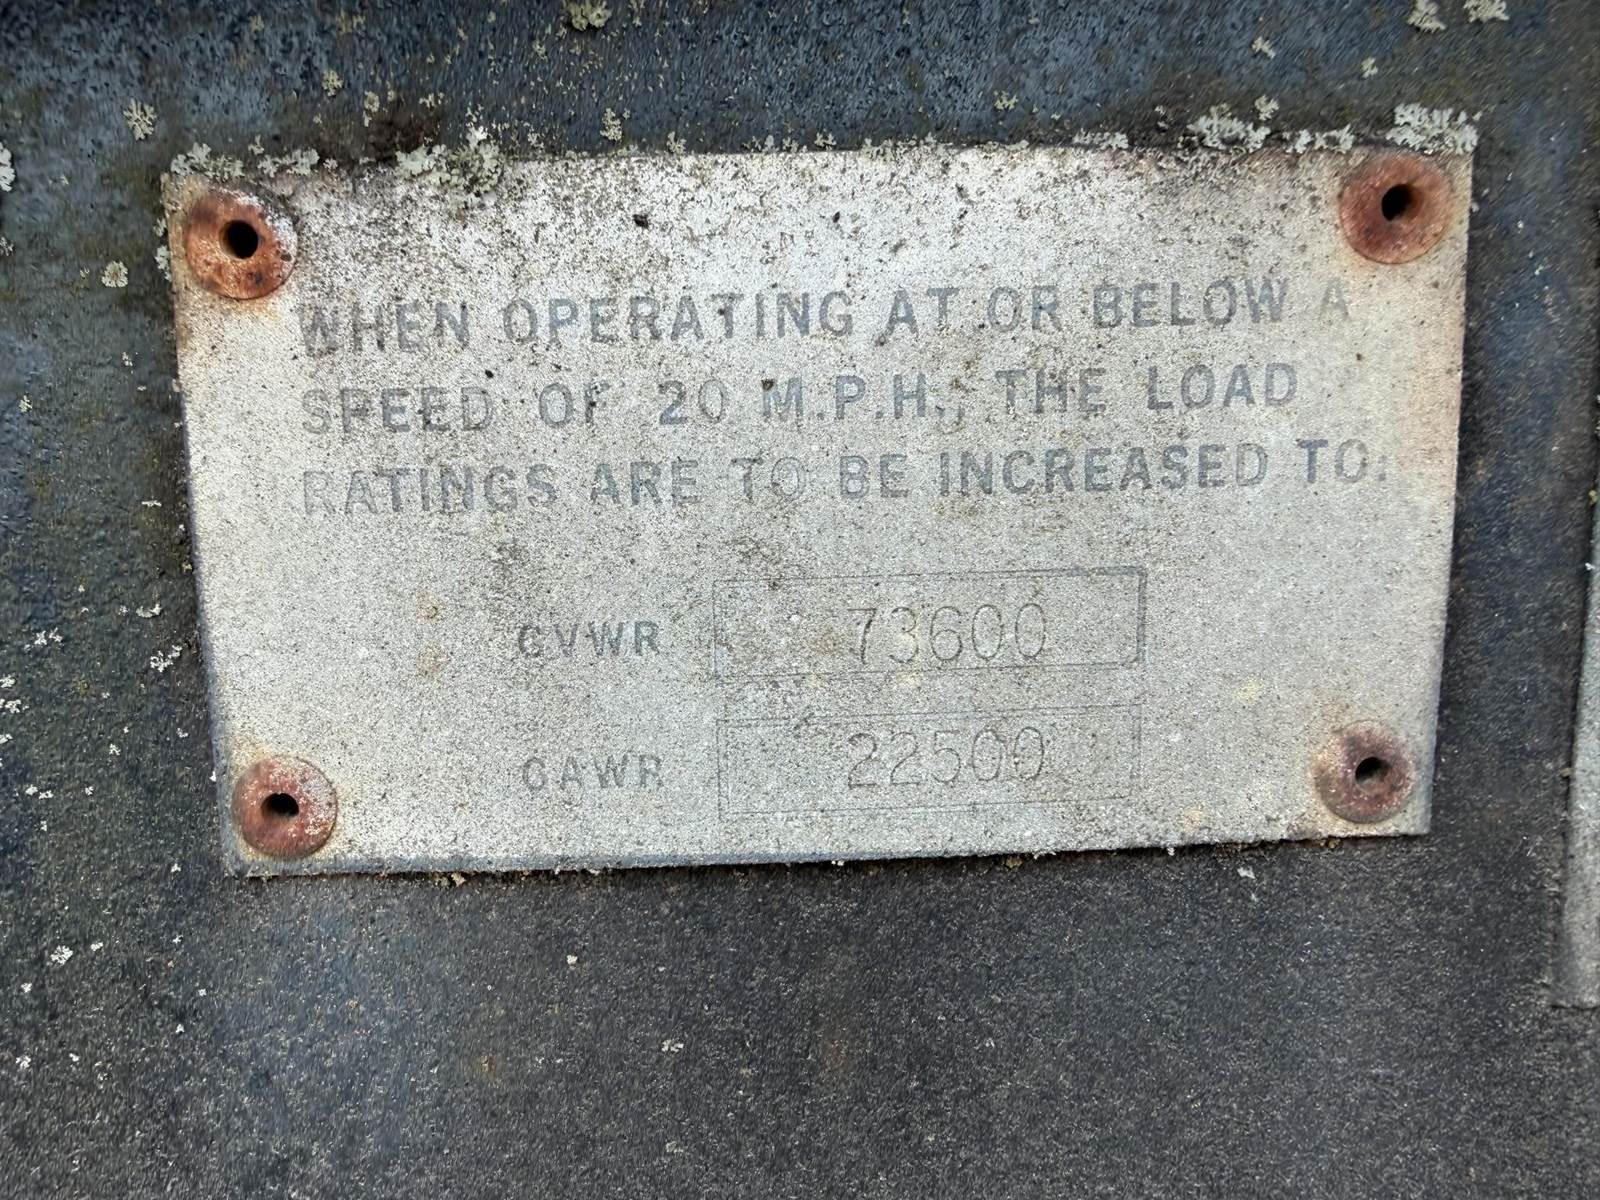 WHEN OPERATING AT OR BELOW A
SPEED OF 20 M.P.H., THE LOAD
RATINGS ARE TO BE INCREASED TO:
GVWR 73600
GAWR 22500